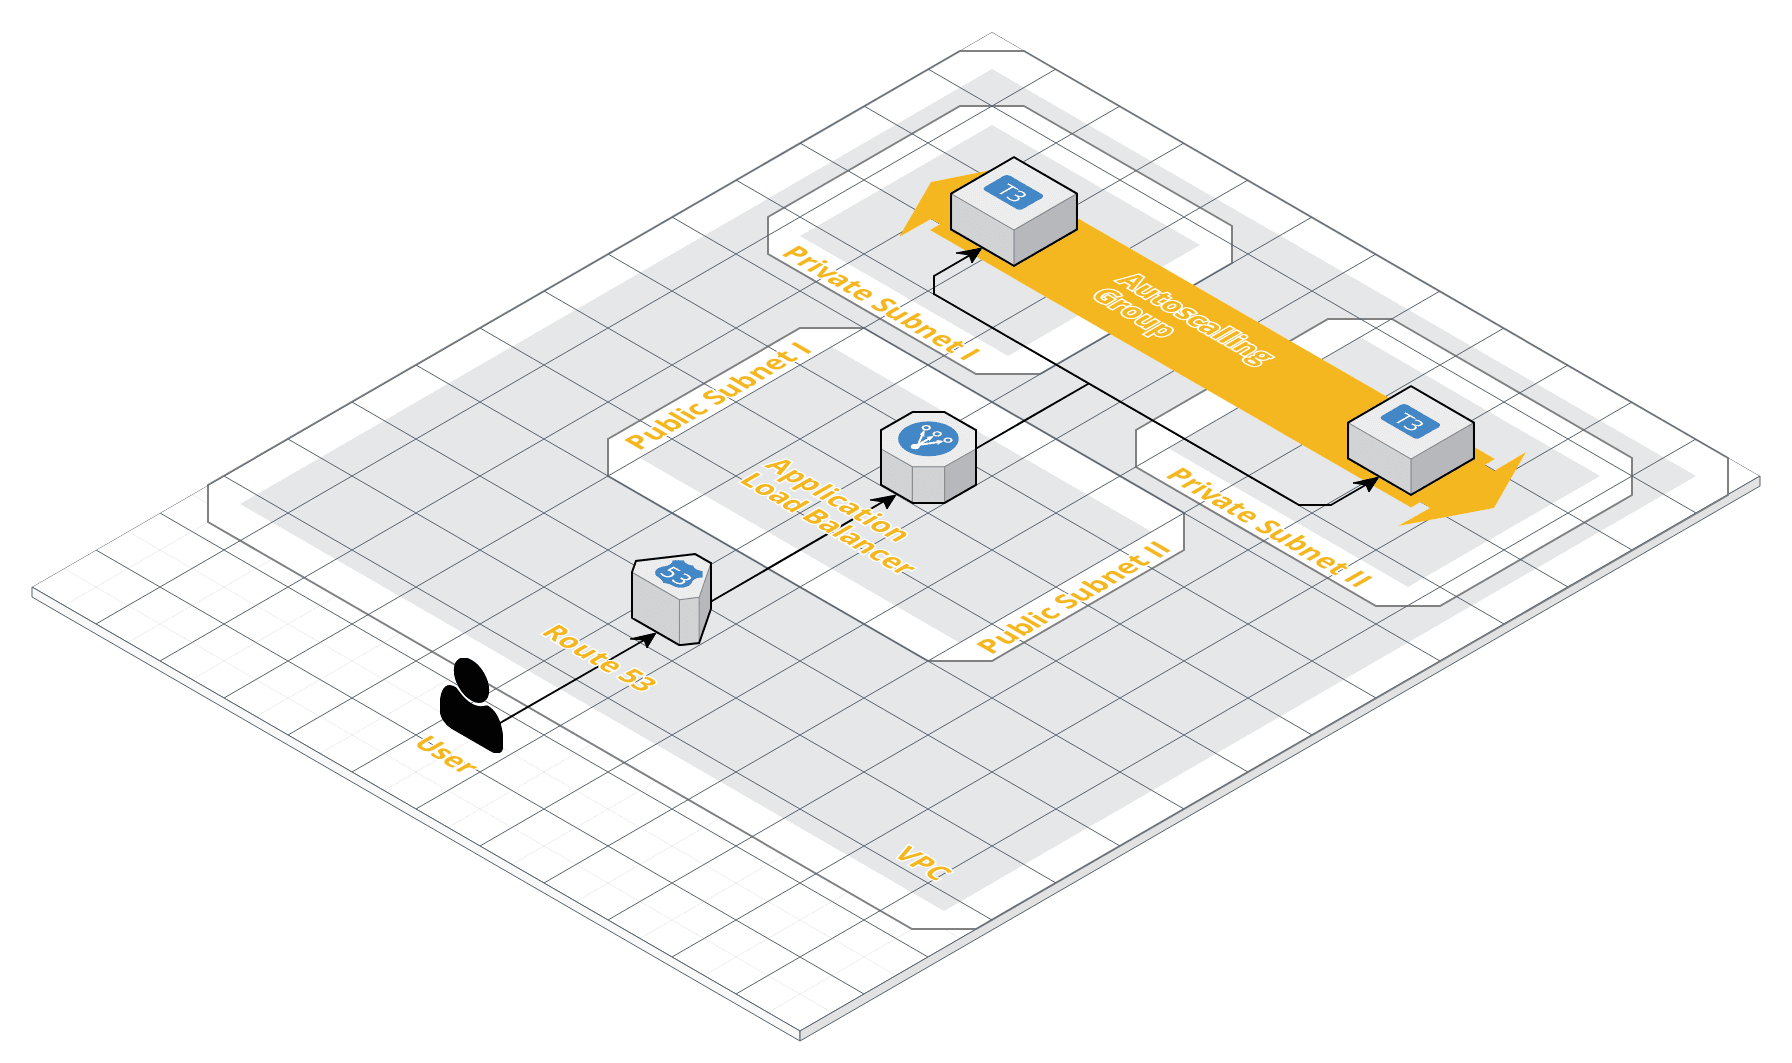 T3
Private Subnet I
Autoscalling
Group
T3
Private Subnet II
Public Subnet I
Application
Load Balancer
Public Subnet II
53
Route 53
User
VPC